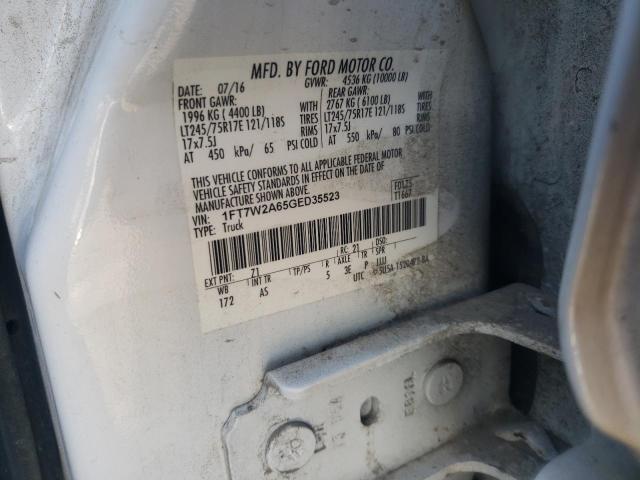 MFD. BY FORD MOTOR CO.
DATE: 07/16 GVWR: 4536 KG (10000 LB)
FRONT GAWR: REAR GAWR:
1996 KG ( 4400 LB) WITH 2767 KG ( 6100 LB) WITH
LT245/75R17E 121/118S TIRES LT245/75R17E 121/118S TIRES
17x7.5J RIMS 17x7.5J RIMS
AT 450 kPa/ 65 PSI COLD AT 550 kPa/ 80 PSI COLD
THIS VEHICLE CONFORMS TO ALL APPLICABLE FEDERAL MOTOR
VEHICLE SAFETY STANDARDS IN EFFECT ON THE DATE OF
MANUFACTURE SHOWN ABOVE.
VIN: 1FT7W2A65GED35523
TYPE: Truck
EXT PNT: Z1 RC: 21 DSO:
WB INT TR TP/PS R AXLE TR SPR
172 AS 5 3E P
UTC